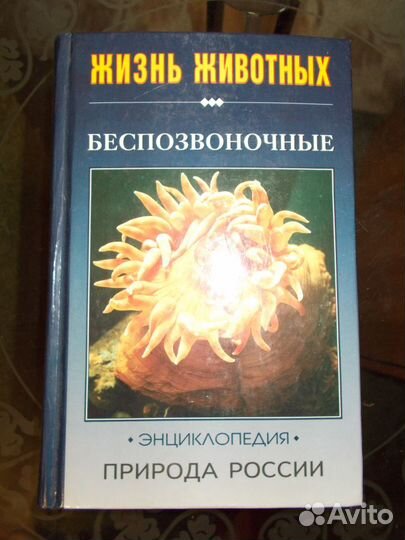 ЖИЗНЬ ЖИВОТНЫХ
БЕСПОЗВОНОЧНЫЕ
ЭНЦИКЛОПЕДИЯ
ПРИРОДА РОССИИ
Avito